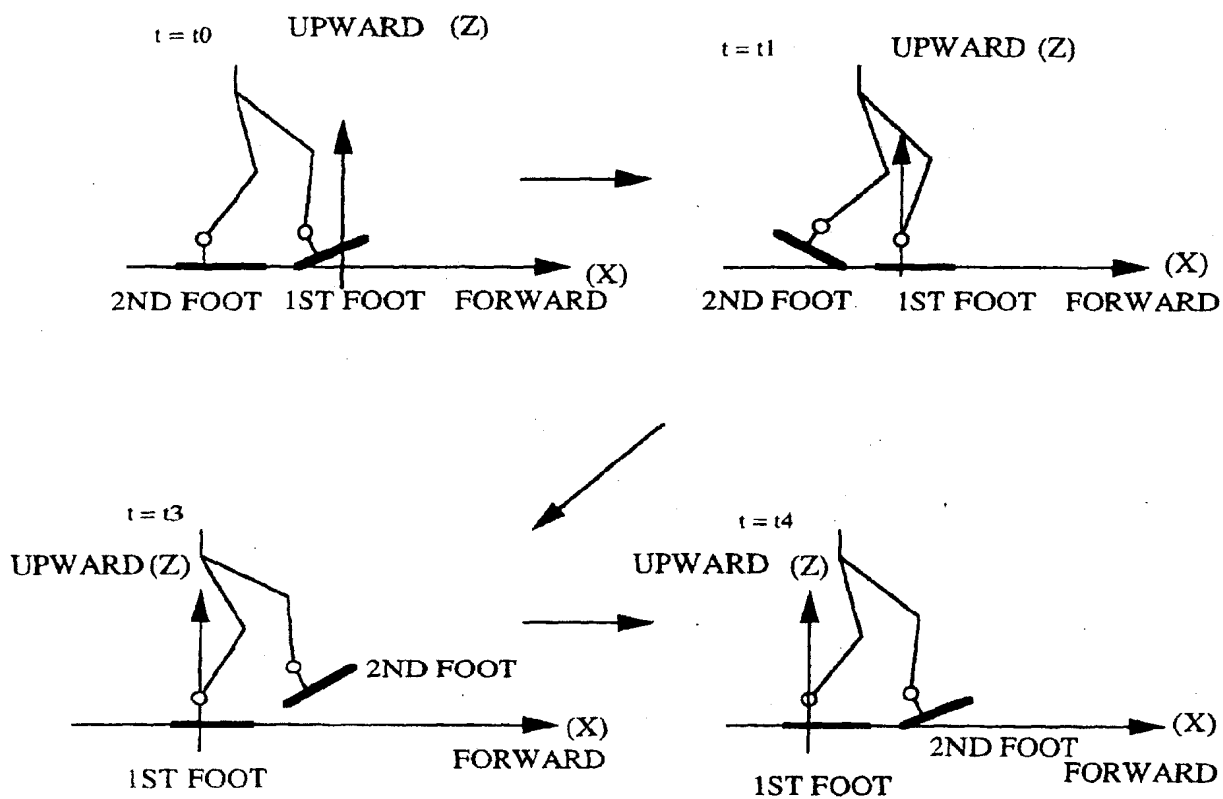 t = t0
UPWARD (Z)
(X)
2ND FOOT 1ST FOOT FORWARD
t = t1
UPWARD (Z)
(X)
2ND FOOT 1ST FOOT FORWARD
t = t3
UPWARD (Z)
2ND FOOT
(X)
FORWARD
1ST FOOT
t = t4
UPWARD (Z)
(X)
2ND FOOT
FORWARD
1ST FOOT